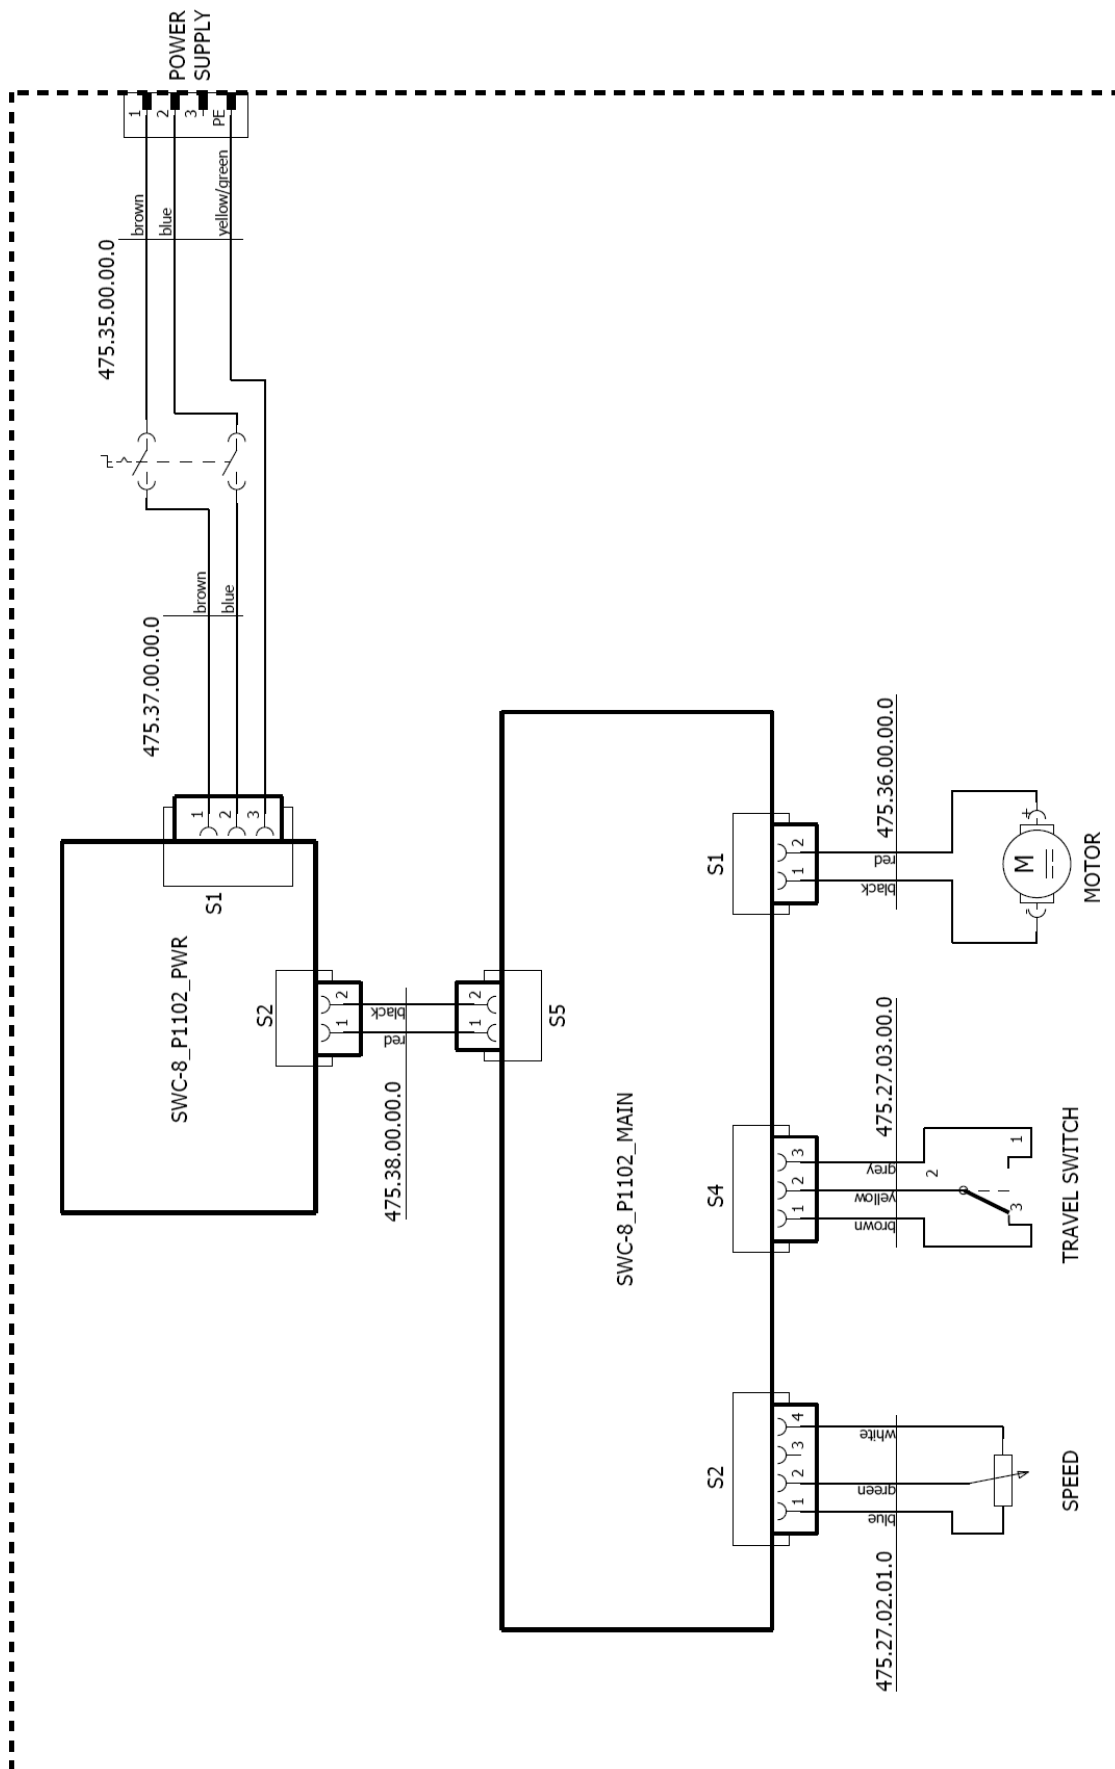 POWER
SUPPLY
1
2
3
PE
brown
blue
yellow/green
475.35.00.00.0
brown
blue
475.37.00.00.0
1
2
3
S1
SWC-8_P1102_PWR
S2
1
2
red
black
475.38.00.00.0
1
2
S5
SWC-8_P1102_MAIN
S1
1
2
black
red
475.36.00.00.0
+
-
M
MOTOR
S4
1
2
3
brown
yellow
grey
475.27.03.00.0
2
1
3
TRAVEL SWITCH
S2
1
2
3
4
blue
green
white
475.27.02.01.0
SPEED